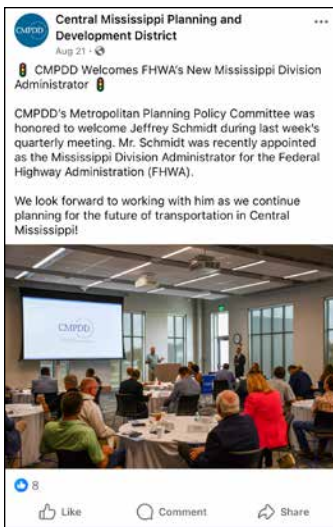 CMPDD
Central Mississippi Planning and
Development District
Aug 21 ·
CMPDD Welcomes FHWA's New Mississippi Division
Administrator
CMPDD's Metropolitan Planning Policy Committee was
honored to welcome Jeffrey Schmidt during last week's
quarterly meeting. Mr. Schmidt was recently appointed
as the Mississippi Division Administrator for the Federal
Highway Administration (FHWA).
We look forward to working with him as we continue
planning for the future of transportation in Central
Mississippi!
CMPDD
8
Like
Comment
Share